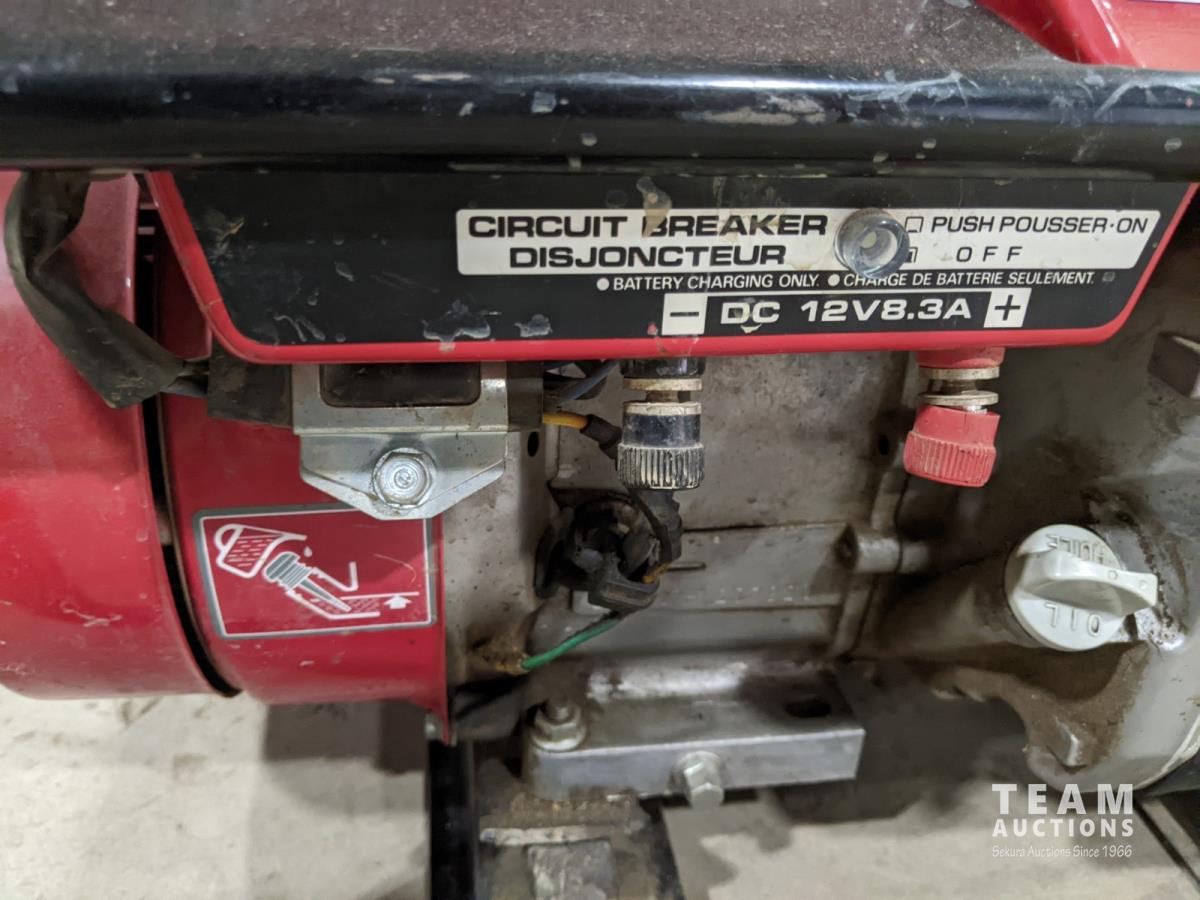 CIRCUIT BREAKER PUSH POUSSER·ON
DISJONCTEUR OFF
● BATTERY CHARGING ONLY. ● CHARGE DE BATTERIE SEULEMENT.
− DC 12V8.3A +
HUILE
OIL
TEAM
AUCTIONS
Sekura Auctions Since 1966